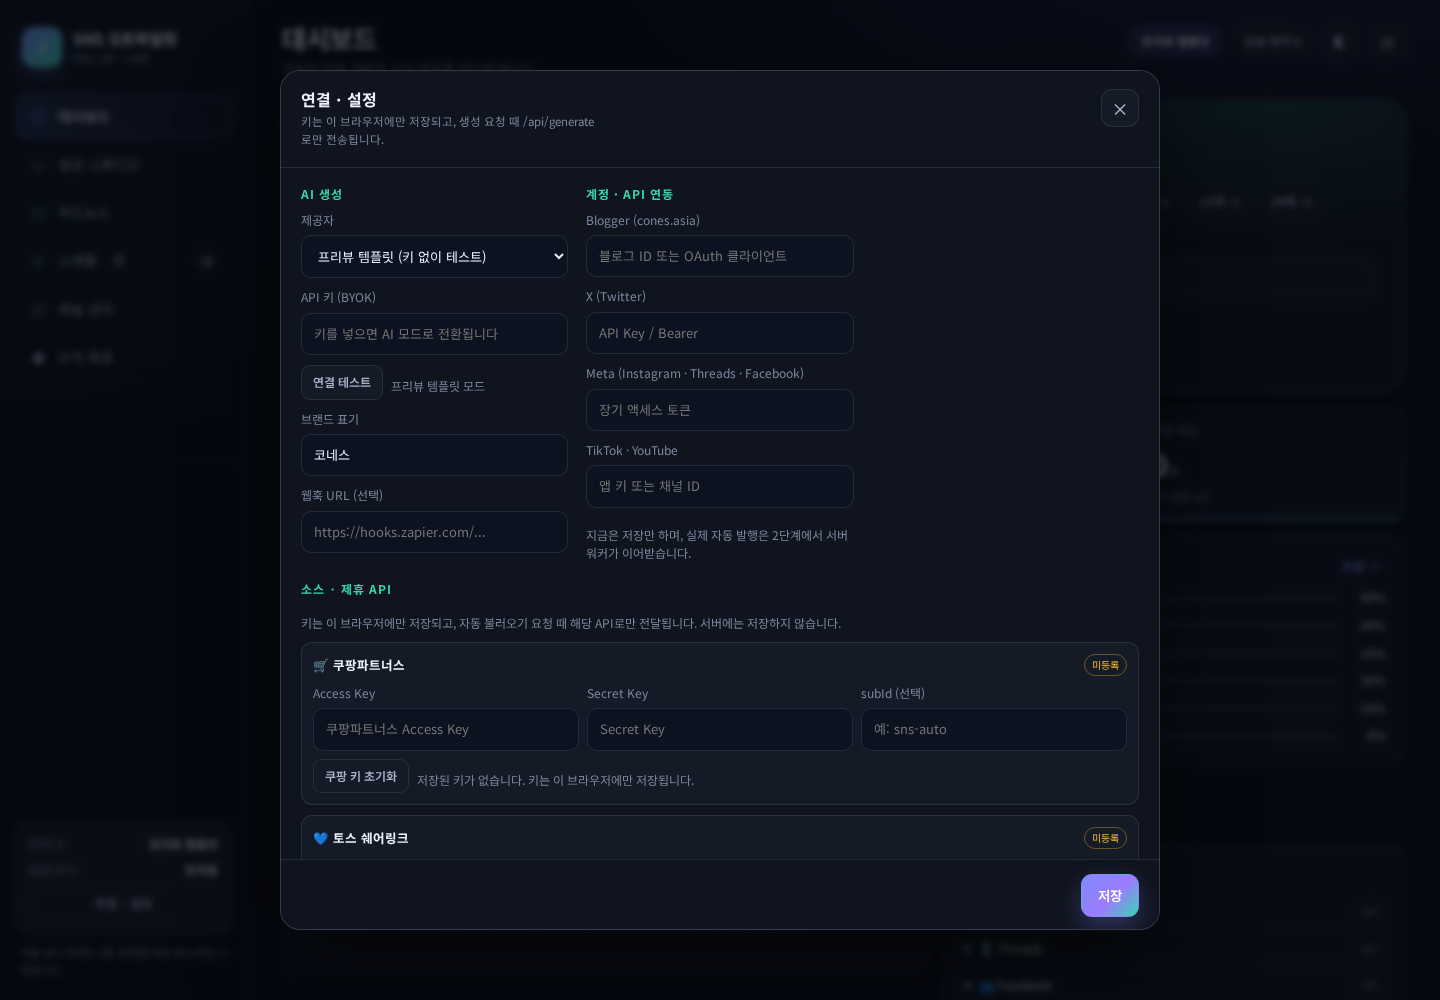 대시보드
연결 · 설정
키는 이 브라우저에만 저장되고, 생성 요청 때 /api/generate
로만 전송됩니다.
AI 생성
제공자
프리뷰 템플릿 (키 없이 테스트)
API 키 (BYOK)
키를 넣으면 AI 모드로 전환됩니다
연결 테스트
프리뷰 템플릿 모드
브랜드 표기
코네스
웹훅 URL (선택)
https://hooks.zapier.com/...
계정 · API 연동
Blogger (cones.asia)
블로그 ID 또는 OAuth 클라이언트
X (Twitter)
API Key / Bearer
Meta (Instagram · Threads · Facebook)
장기 액세스 토큰
TikTok · YouTube
앱 키 또는 채널 ID
지금은 저장만 하며, 실제 자동 발행은 2단계에서 서버
워커가 이어받습니다.
소스 · 제휴 API
키는 이 브라우저에만 저장되고, 자동 불러오기 요청 때 해당 API로만 전달됩니다. 서버에는 저장하지 않습니다.
🛒 쿠팡파트너스
미등록
Access Key
Secret Key
subId (선택)
쿠팡파트너스 Access Key
Secret Key
예: sns-auto
쿠팡 키 초기화
저장된 키가 없습니다. 키는 이 브라우저에만 저장됩니다.
💙 토스 쉐어링크
미등록
저장
Threads
Facebook